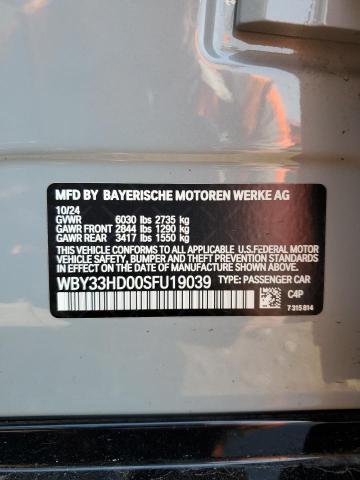 MFD BY BAYERISCHE MOTOREN WERKE AG
10/24
GVWR 6030 lbs 2735 kg
GAWR FRONT 2844 lbs 1290 kg
GAWR REAR 3417 lbs 1550 kg
THIS VEHICLE CONFORMS TO ALL APPLICABLE U.S. FEDERAL
VEHICLE SAFETY, BUMPER AND THEFT PREVENTION STANDARDS
IN EFFECT ON THE DATE OF MANUFACTURE SHOWN ABOVE.
WBY33HD00SFU19039 TYPE: PASSENGER CAR
C4P
7 315 814